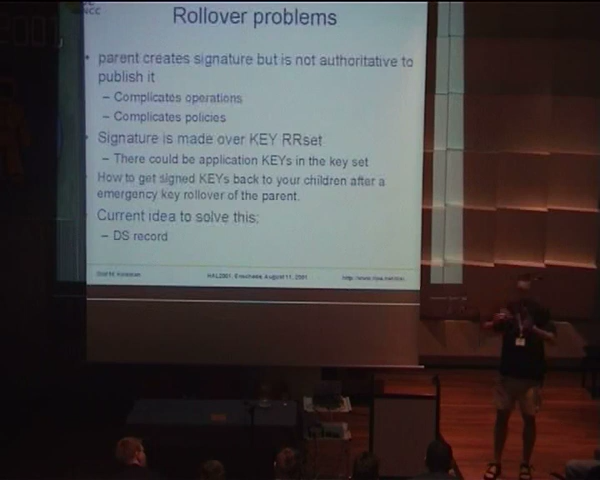 NCC
Rollover problems
• parent creates signature but is not authoritative to
publish it
– Complicates operations
– Complicates policies
• Signature is made over KEY RRset
– There could be application KEYs in the key set
How to get signed KEYs back to your children after a
emergency key rollover of the parent.
Current idea to solve this:
– DS record
HAL2001, Enschede, August 11, 2001